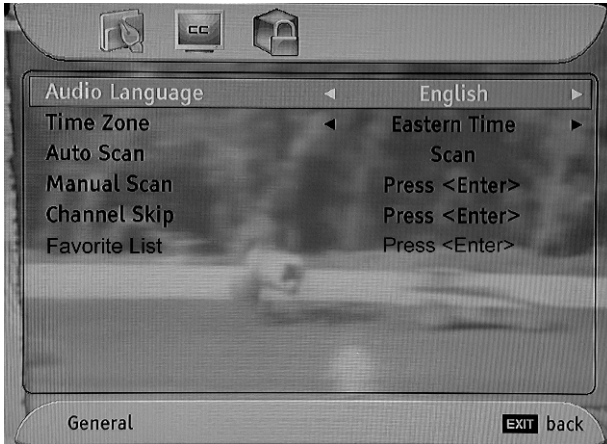 CC
Audio Language ◄ English ►
Time Zone ◄ Eastern Time ►
Auto Scan Scan
Manual Scan Press <Enter>
Channel Skip Press <Enter>
Favorite List Press <Enter>
General EXIT back